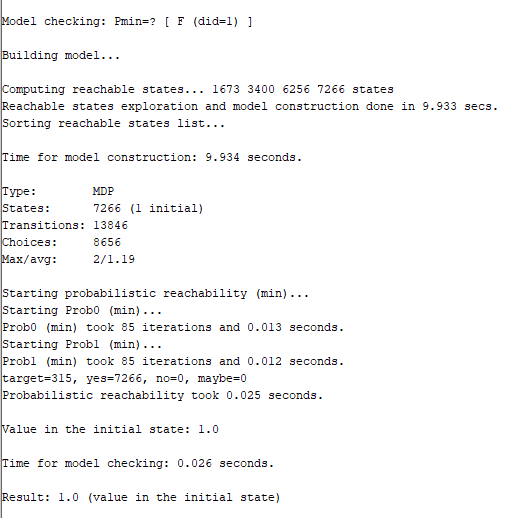 Model checking: Pmin=? [ F (did=1) ]
Building model...
Computing reachable states... 1673 3400 6256 7266 states
Reachable states exploration and model construction done in 9.933 secs.
Sorting reachable states list...
Time for model construction: 9.934 seconds.
Type:        MDP
States:      7266 (1 initial)
Transitions: 13846
Choices:     8656
Max/avg:     2/1.19
Starting probabilistic reachability (min)...
Starting Prob0 (min)...
Prob0 (min) took 85 iterations and 0.013 seconds.
Starting Prob1 (min)...
Prob1 (min) took 85 iterations and 0.012 seconds.
target=315, yes=7266, no=0, maybe=0
Probabilistic reachability took 0.025 seconds.
Value in the initial state: 1.0
Time for model checking: 0.026 seconds.
Result: 1.0 (value in the initial state)